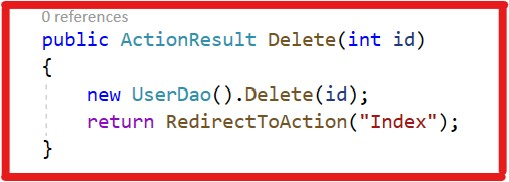 0 references
public ActionResult Delete(int id)
{
    new UserDao().Delete(id);
    return RedirectToAction("Index");
}